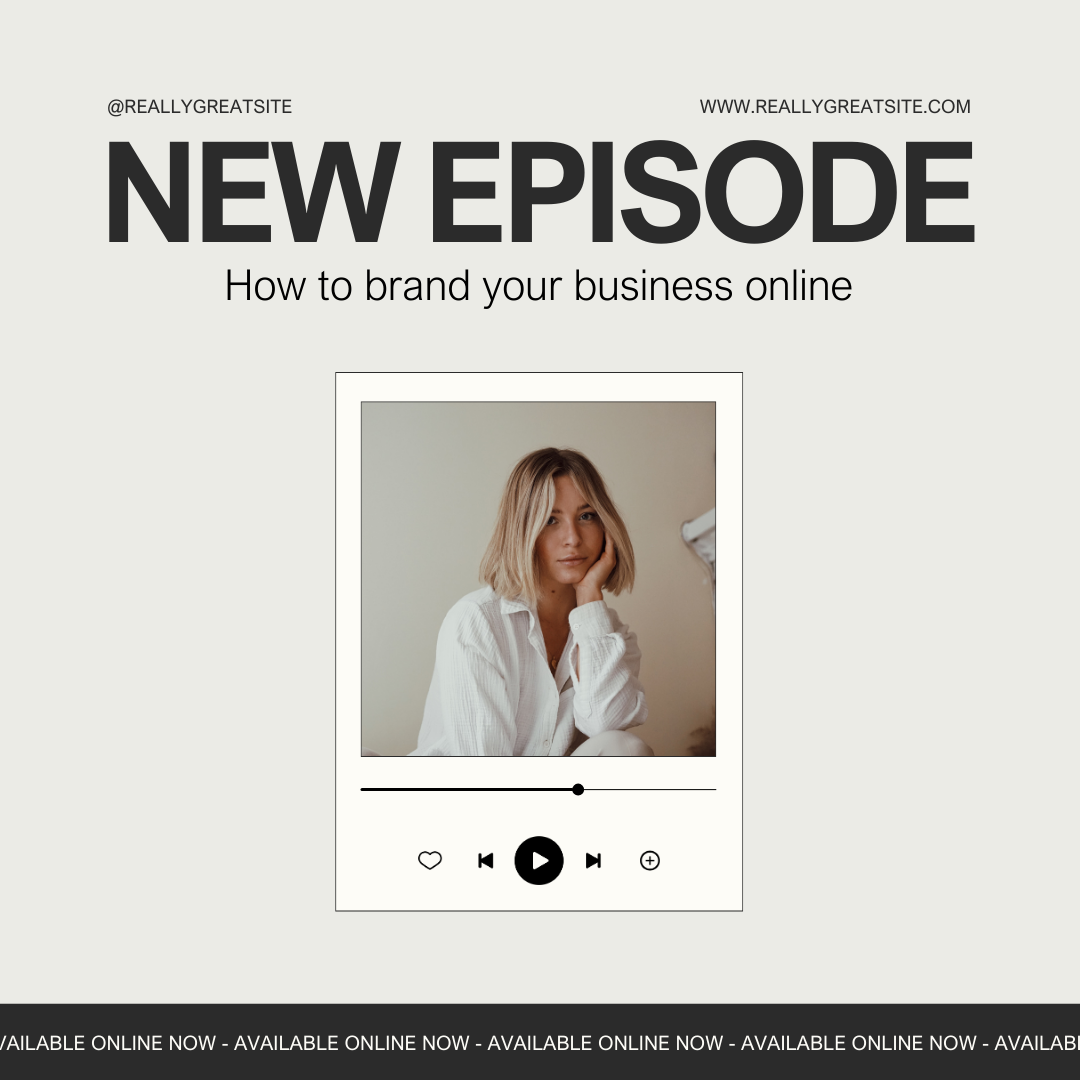 @REALLYGREATSITE
WWW.REALLYGREATSITE.COM
NEW EPISODE
How to brand your business online
VAILABLE ONLINE NOW - AVAILABLE ONLINE NOW - AVAILABLE ONLINE NOW - AVAILABLE ONLINE NOW - AVAILAB